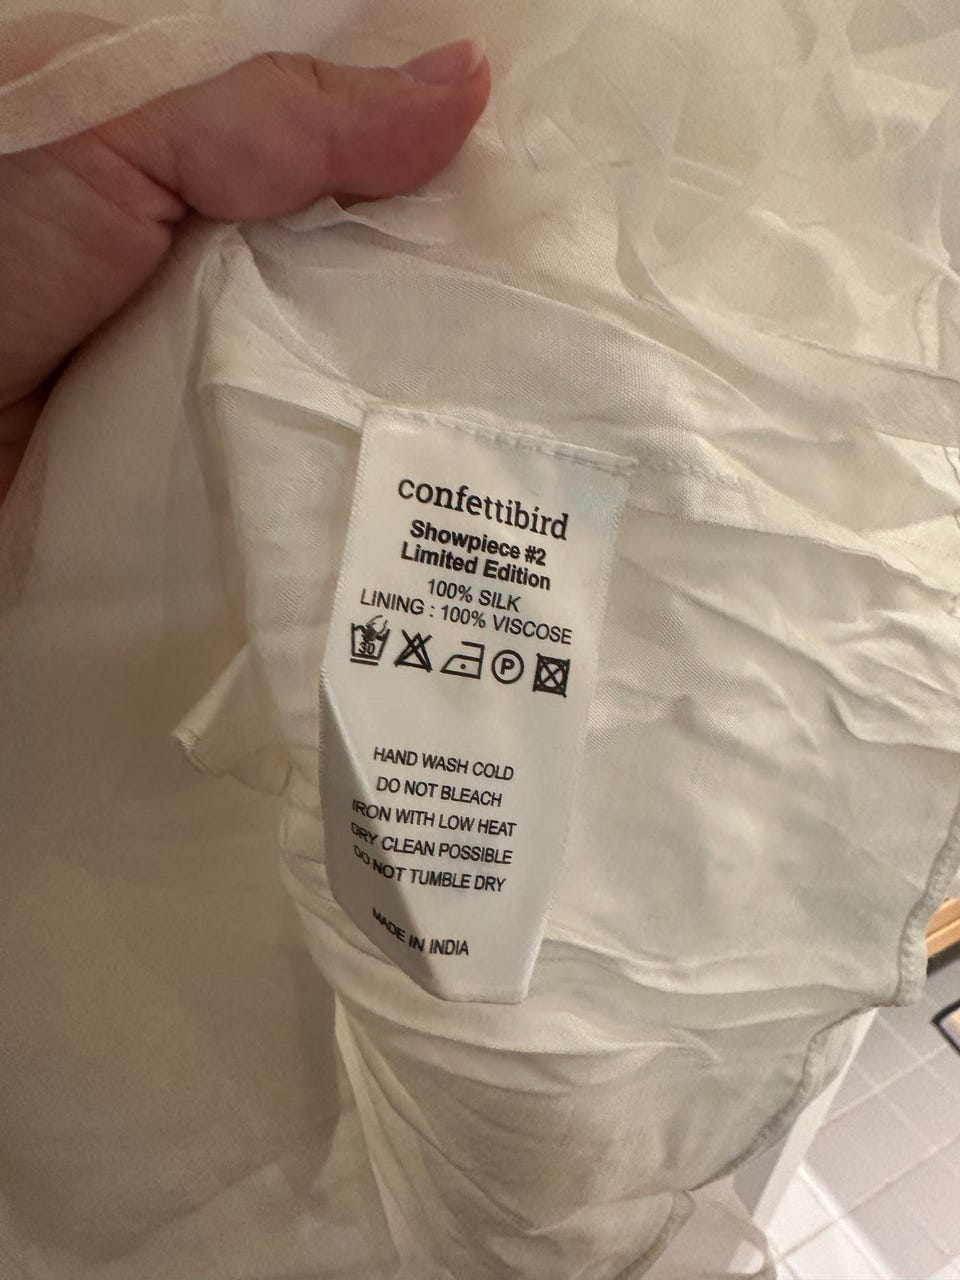 confettibird
Showpiece #2
Limited Edition
100% SILK
LINING : 100% VISCOSE
30
P
HAND WASH COLD
DO NOT BLEACH
IRON WITH LOW HEAT
DRY CLEAN POSSIBLE
DO NOT TUMBLE DRY
MADE IN INDIA